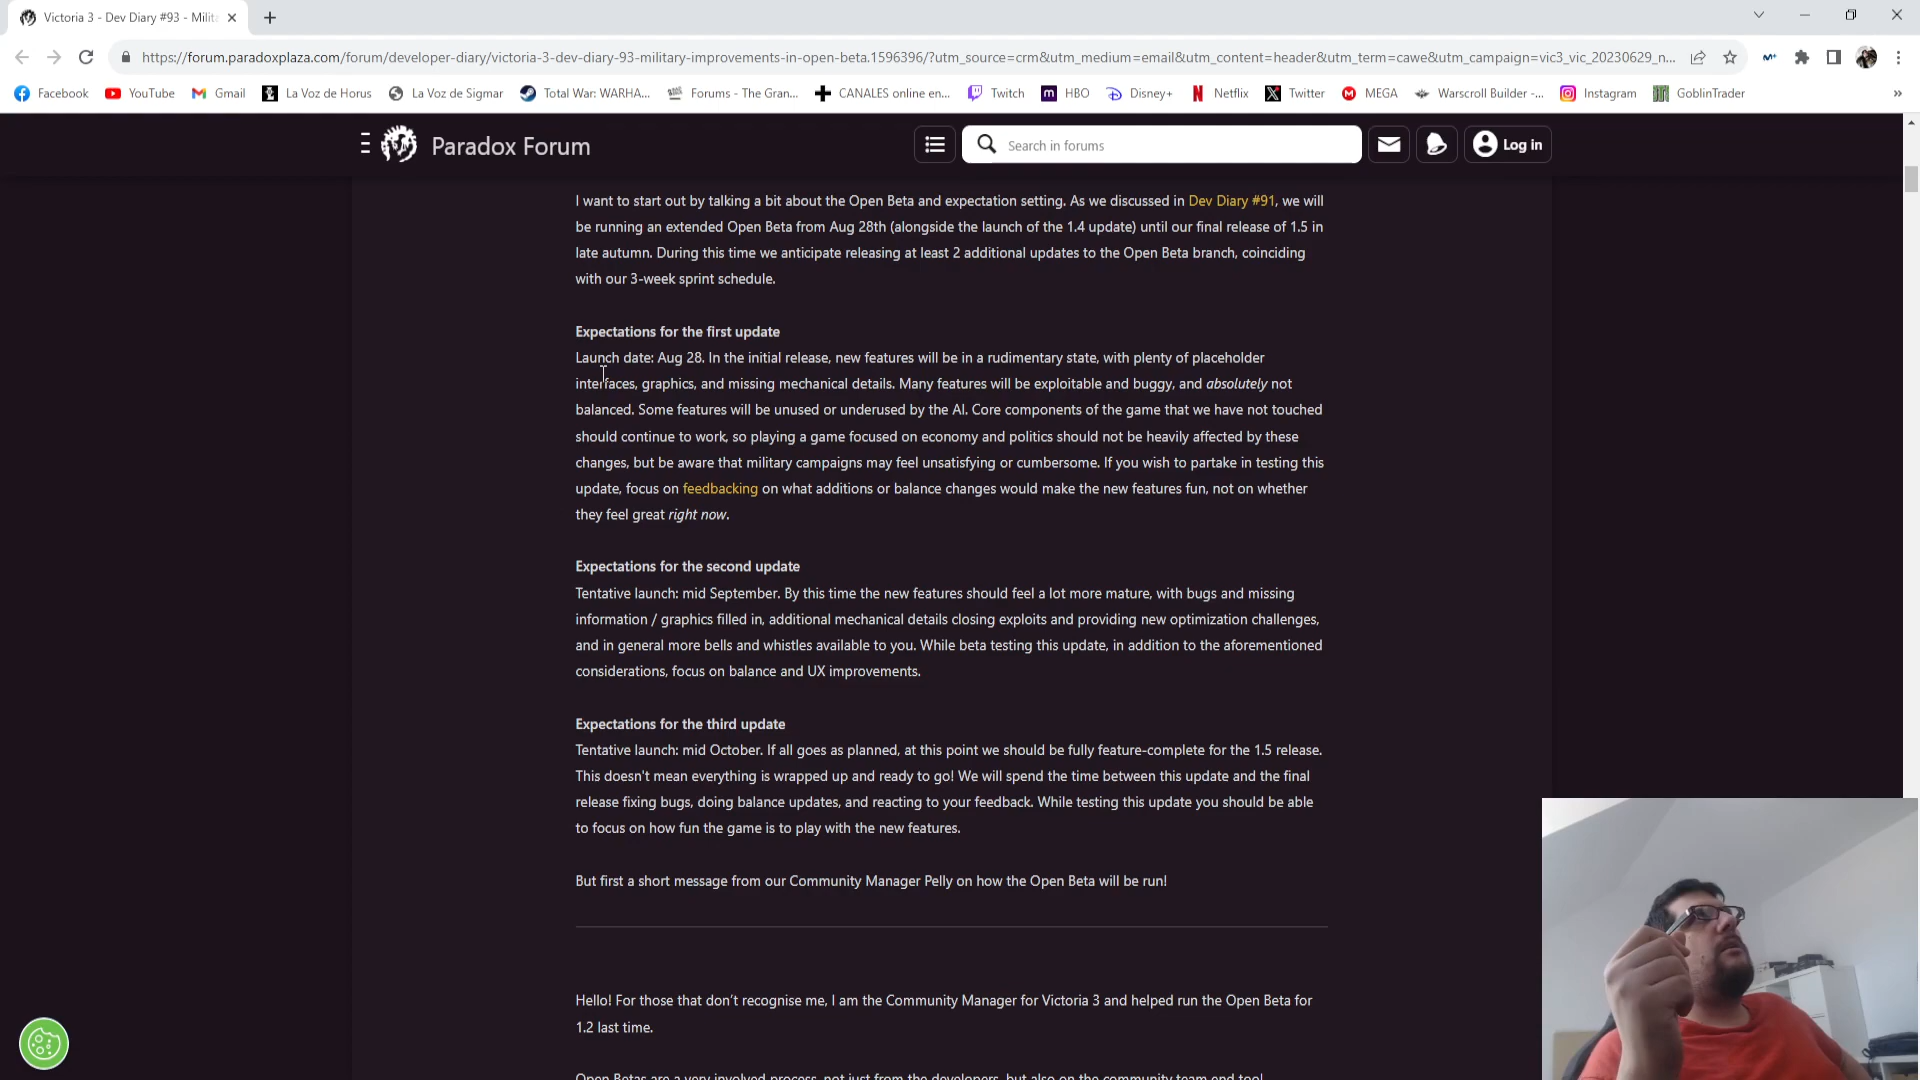 Victoria 3 - Dev Diary #93 - Milit
https://forum.paradoxplaza.com/forum/developer-diary/victoria-3-dev-diary-93-military-improvements-in-open-beta.1596396/?utm_source=crm&utm_medium=email&utm_content=header&utm_term=cawe&utm_campaign=vic3_vic_20230629_n...
Facebook YouTube Gmail La Voz de Horus La Voz de Sigmar Total War: WARHA... Forums - The Gran... CANALES online en... Twitch HBO Disney+ Netflix Twitter MEGA Warscroll Builder -... Instagram GoblinTrader
Paradox Forum Search in forums Log in
I want to start out by talking a bit about the Open Beta and expectation setting. As we discussed in Dev Diary #91, we will
be running an extended Open Beta from Aug 28th (alongside the launch of the 1.4 update) until our final release of 1.5 in
late autumn. During this time we anticipate releasing at least 2 additional updates to the Open Beta branch, coinciding
with our 3-week sprint schedule.
Expectations for the first update
Launch date: Aug 28. In the initial release, new features will be in a rudimentary state, with plenty of placeholder
interfaces, graphics, and missing mechanical details. Many features will be exploitable and buggy, and absolutely not
balanced. Some features will be unused or underused by the AI. Core components of the game that we have not touched
should continue to work, so playing a game focused on economy and politics should not be heavily affected by these
changes, but be aware that military campaigns may feel unsatisfying or cumbersome. If you wish to partake in testing this
update, focus on feedbacking on what additions or balance changes would make the new features fun, not on whether
they feel great right now.
Expectations for the second update
Tentative launch: mid September. By this time the new features should feel a lot more mature, with bugs and missing
information / graphics filled in, additional mechanical details closing exploits and providing new optimization challenges,
and in general more bells and whistles available to you. While beta testing this update, in addition to the aforementioned
considerations, focus on balance and UX improvements.
Expectations for the third update
Tentative launch: mid October. If all goes as planned, at this point we should be fully feature-complete for the 1.5 release.
This doesn't mean everything is wrapped up and ready to go! We will spend the time between this update and the final
release fixing bugs, doing balance updates, and reacting to your feedback. While testing this update you should be able
to focus on how fun the game is to play with the new features.
But first a short message from our Community Manager Pelly on how the Open Beta will be run!
Hello! For those that don't recognise me, I am the Community Manager for Victoria 3 and helped run the Open Beta for
1.2 last time.
Open Betas are a very involved process, not just from the developers, but also on the community team end too!